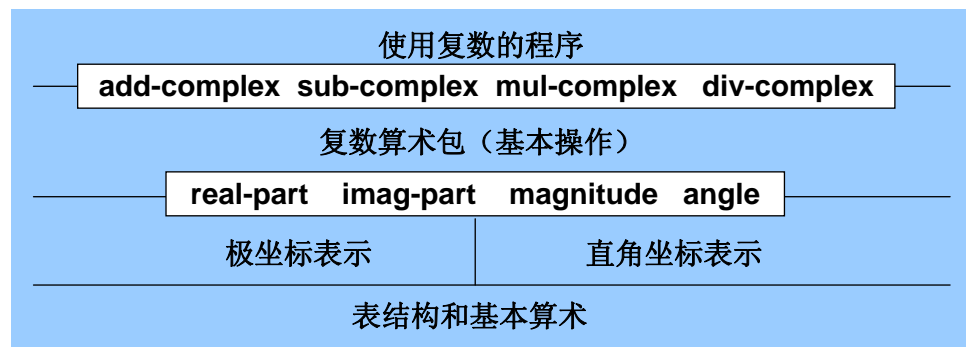 使用复数的程序
add-complex sub-complex mul-complex div-complex
复数算术包（基本操作）
real-part imag-part magnitude angle
极坐标表示 直角坐标表示
表结构和基本算术